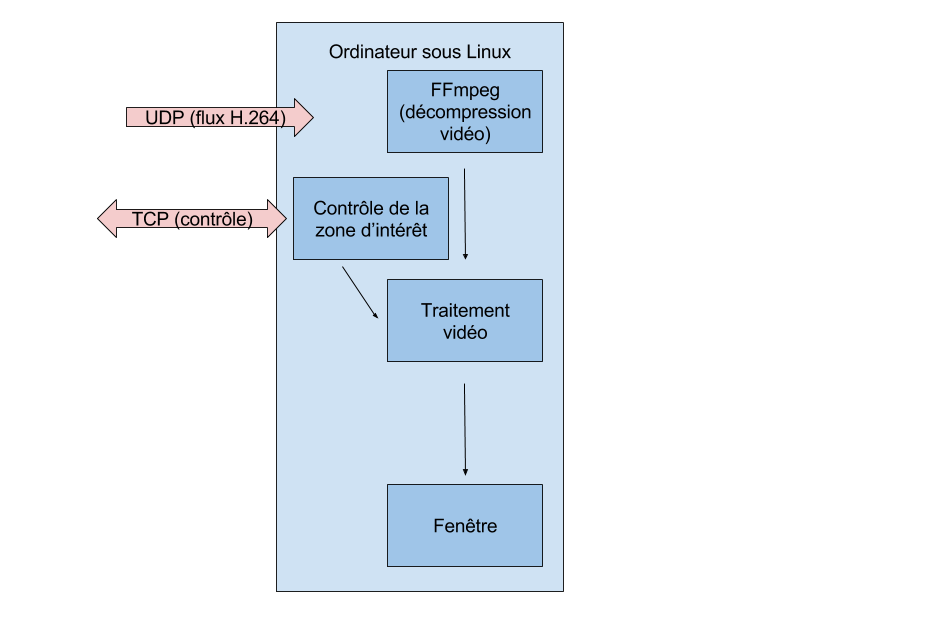 Ordinateur sous Linux
FFmpeg
(décompression
vidéo)
UDP (flux H.264)
Contrôle de la
zone d’intérêt
TCP (contrôle)
Traitement
vidéo
Fenêtre